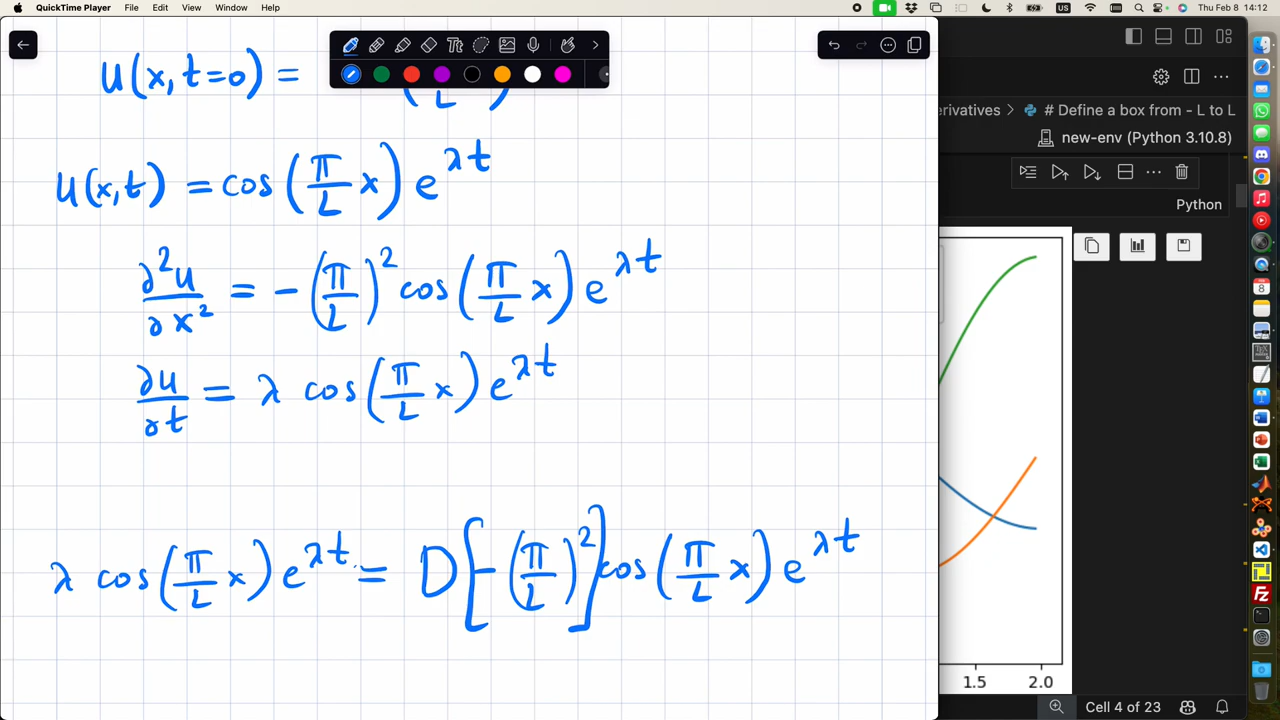 QuickTime Player File Edit View Window Help
US Thu Feb 8 14:12
u(x, t=0) =
(L)
u(x,t) = cos(π/L x) e^{λt}
∂²u/∂x² = -(π/L)² cos(π/L x) e^{λt}
∂u/∂t = λ cos(π/L x) e^{λt}
λ cos(π/L x) e^{λt} = D[-(π/L)²] cos(π/L x) e^{λt}
erivatives > # Define a box from - L to L
new-env (Python 3.10.8)
Python
1.5 2.0
Cell 4 of 23